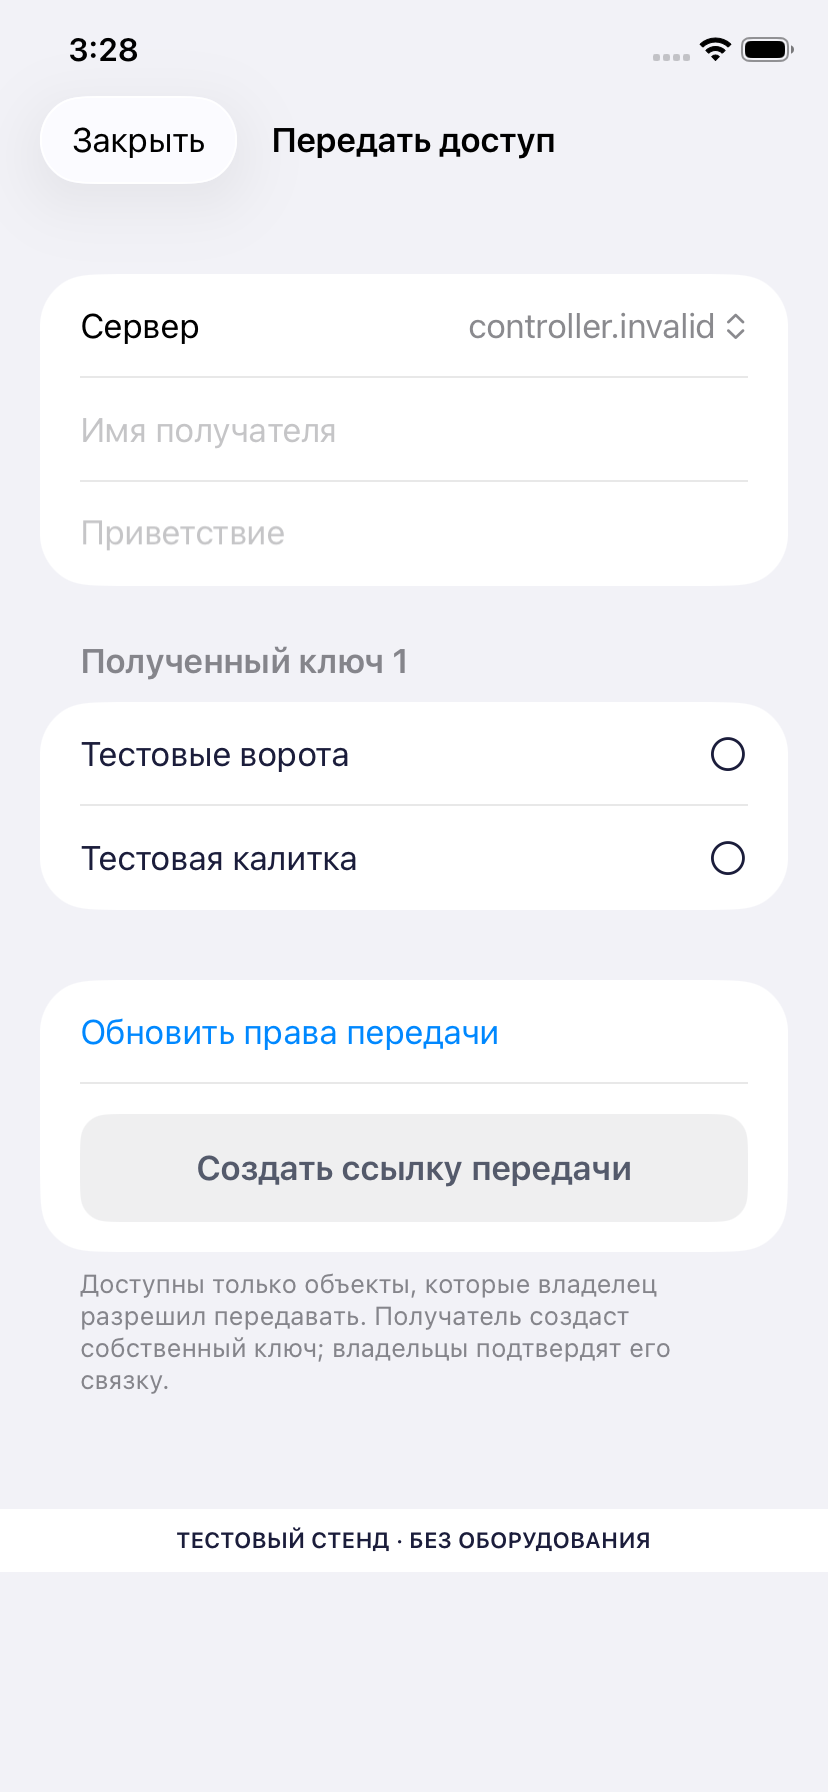 3:28
Закрыть
Передать доступ
Сервер
controller.invalid
Имя получателя
Приветствие
Полученный ключ 1
Тестовые ворота
Тестовая калитка
Обновить права передачи
Создать ссылку передачи
Доступны только объекты, которые владелец
разрешил передавать. Получатель создаст
собственный ключ; владельцы подтвердят его
связку.
ТЕСТОВЫЙ СТЕНД · БЕЗ ОБОРУДОВАНИЯ